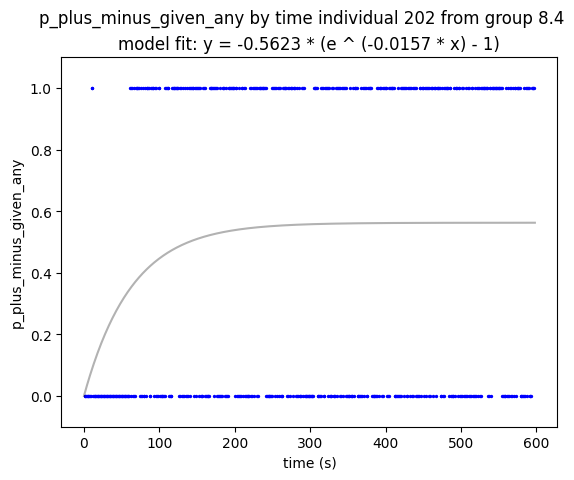 p_plus_minus_given_any by time individual 202 from group 8.4
model fit: y = -0.5623 * (e ^ (-0.0157 * x) - 1)
1.0
0.8
0.6
0.4
0.2
0.0
p_plus_minus_given_any
0 100 200 300 400 500 600
time (s)